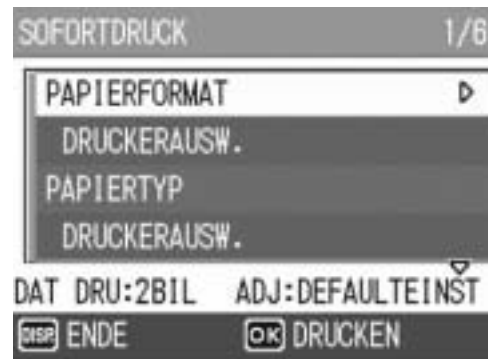 SOFORTDRUCK 1/6
PAPIERFORMAT
DRUCKERAUSW.
PAPIERTYP
DRUCKERAUSW.
DAT DRU:2BIL ADJ:DEFAULTEINST
DISP. ENDE OK DRUCKEN